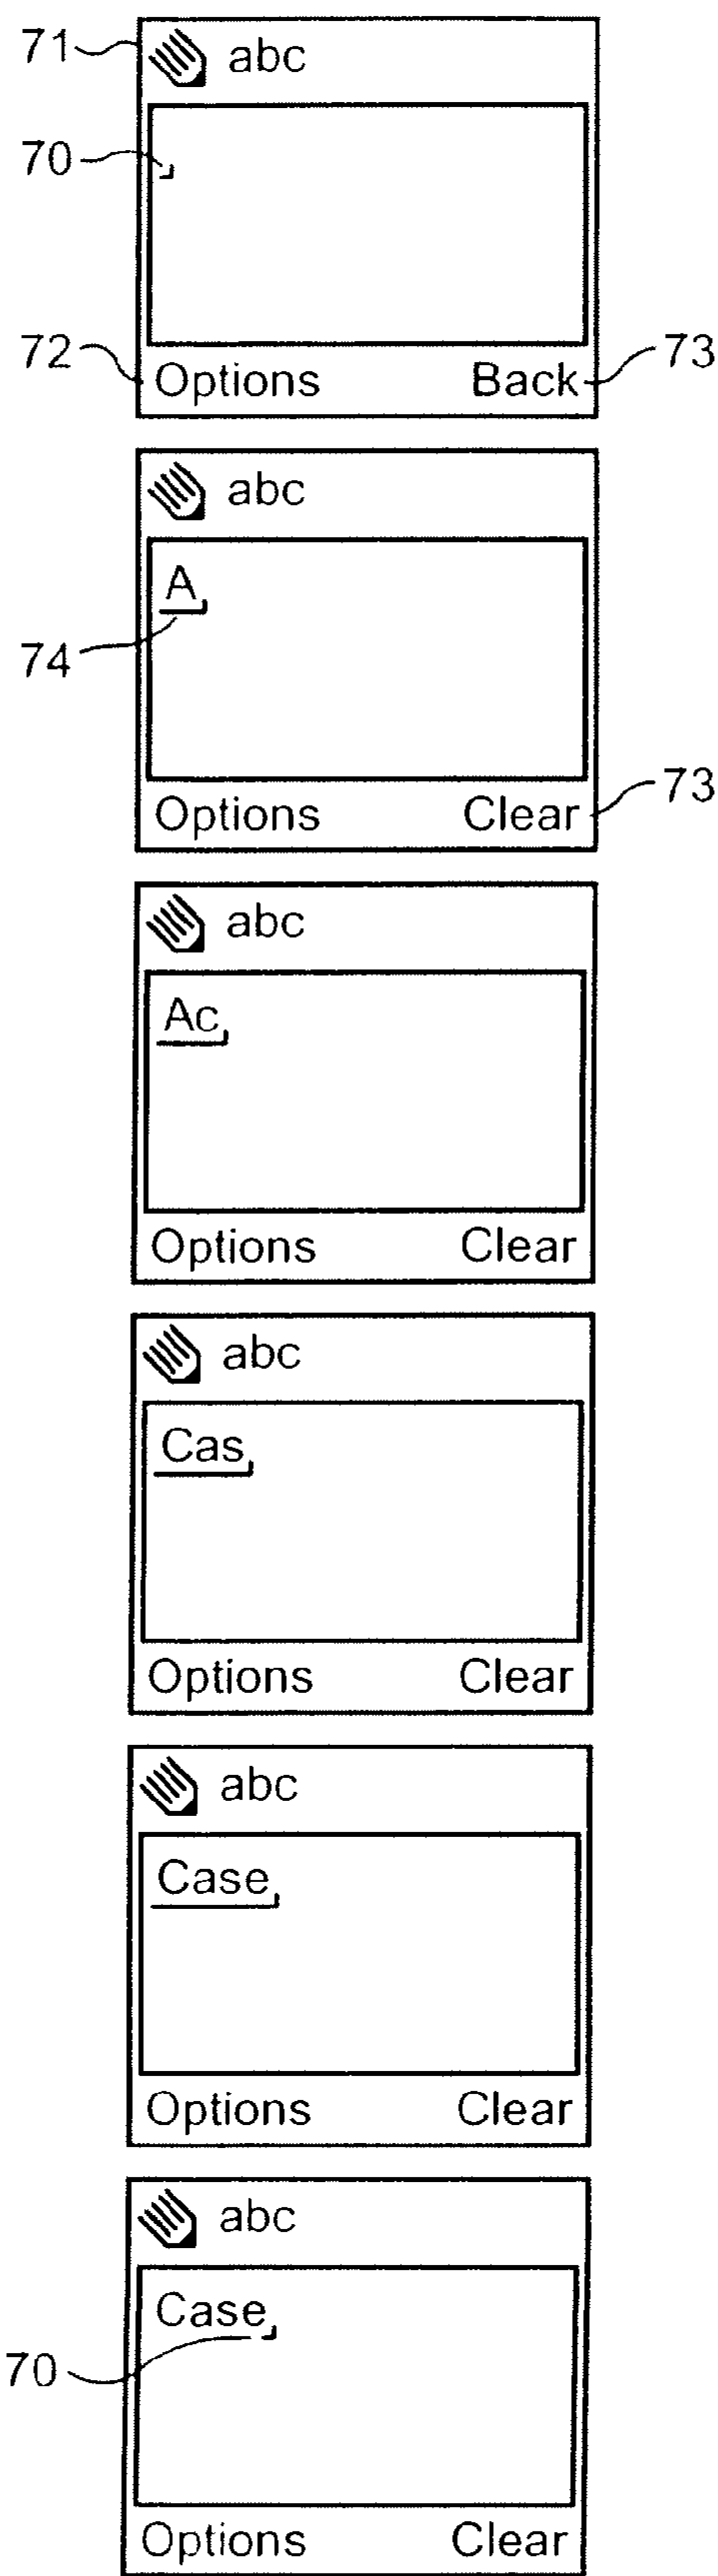 71 abc
70
72 Options Back 73
abc
A
74
Options Clear 73
abc
Ac
Options Clear
abc
Cas
Options Clear
abc
Case
Options Clear
abc
Case
70
Options Clear